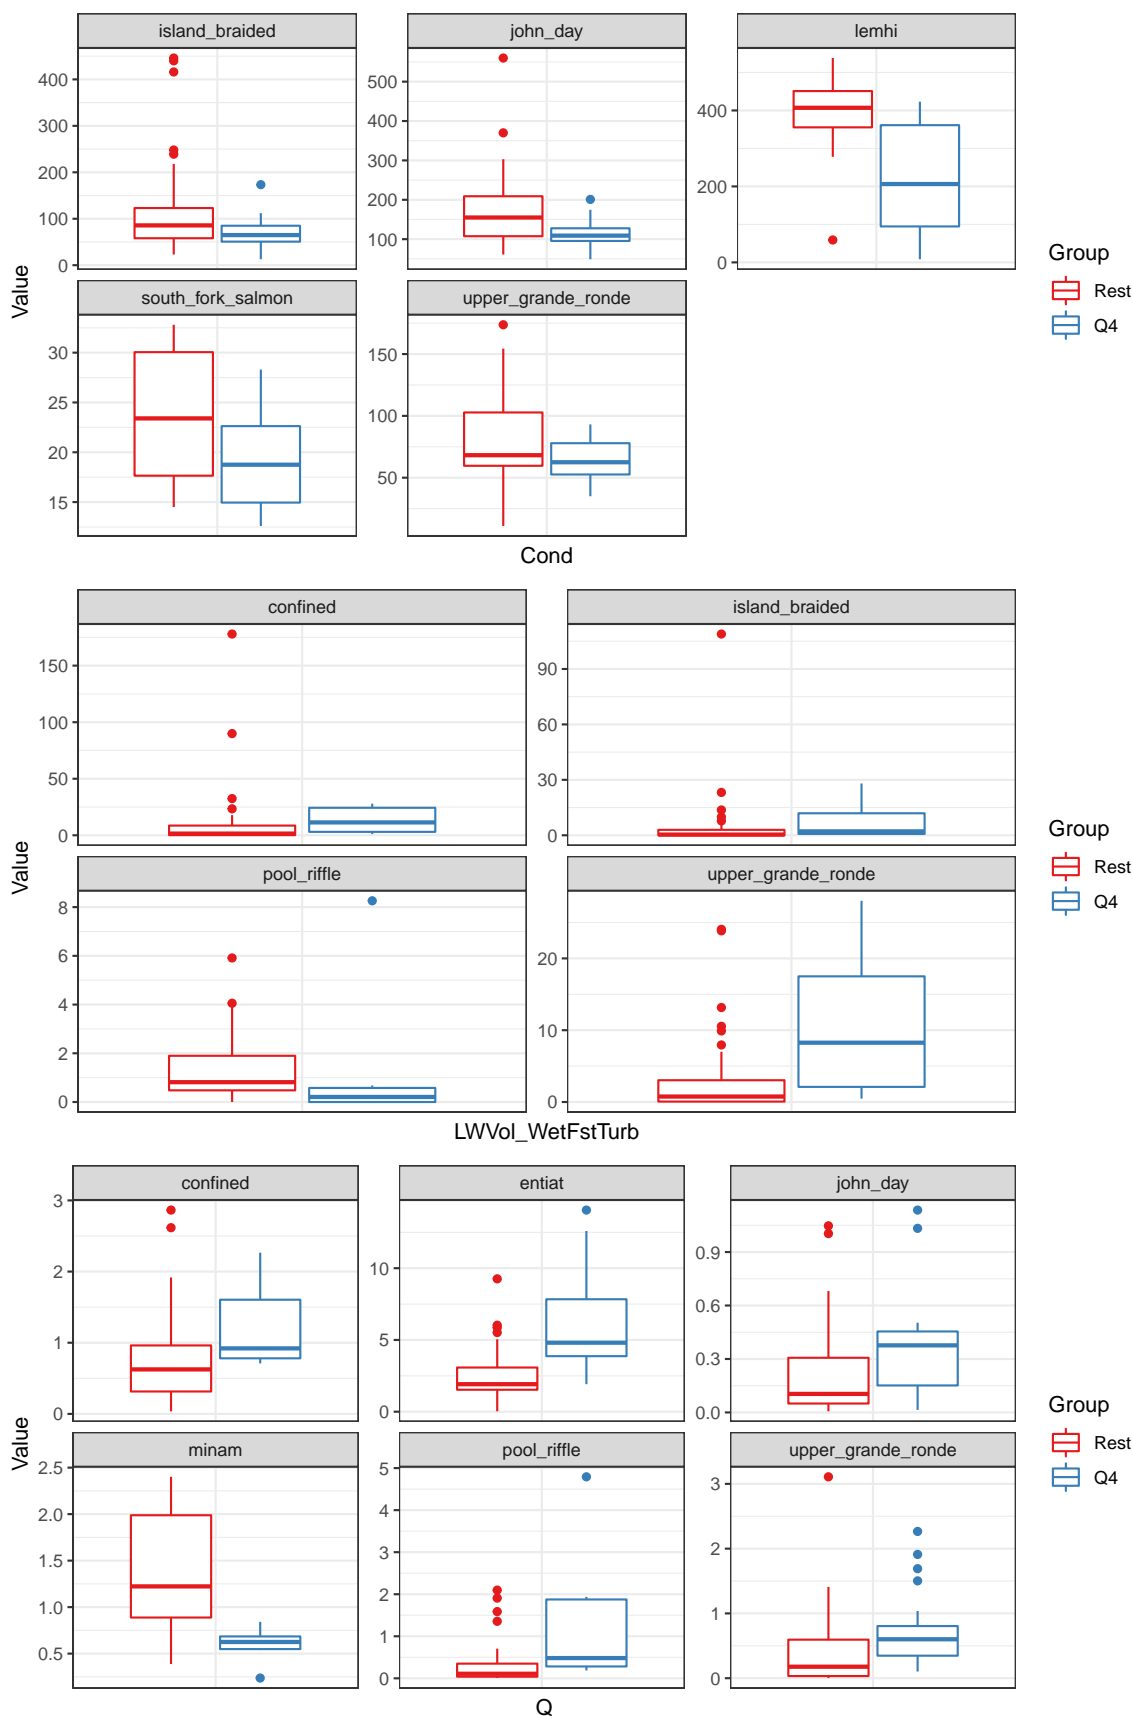 island_braided john_day lemhi
400
300
200
100
0
500
400
300
200
100
400
200
0
south_fork_salmon upper_grande_ronde
30
25
20
15
150
100
50
Value
Cond
Group
Rest
Q4
confined island_braided
150
100
50
0
90
60
30
0
pool_riffle upper_grande_ronde
8
6
4
2
0
20
10
0
Value
LWVol_WetFstTurb
Group
Rest
Q4
confined entiat john_day
3
2
1
0
10
5
0
0.9
0.6
0.3
0.0
minam pool_riffle upper_grande_ronde
2.5
2.0
1.5
1.0
0.5
5
4
3
2
1
0
3
2
1
0
Value
Q
Group
Rest
Q4